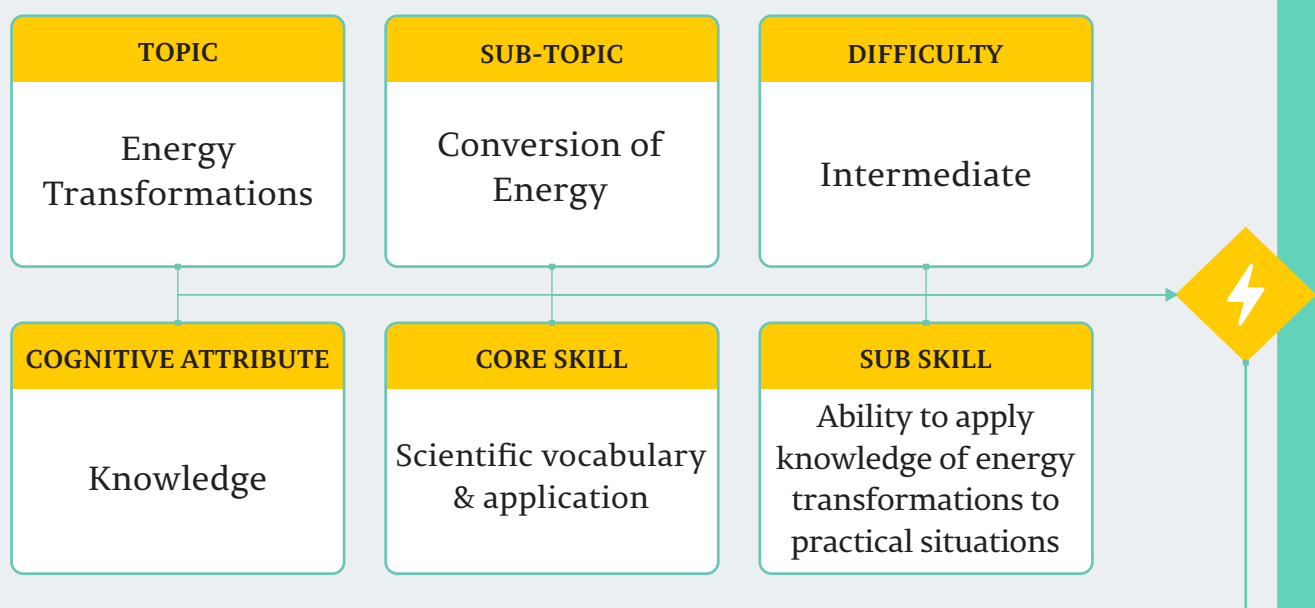 TOPIC
Energy
Transformations
SUB-TOPIC
Conversion of
Energy
DIFFICULTY
Intermediate
COGNITIVE ATTRIBUTE
Knowledge
CORE SKILL
Scientific vocabulary
& application
SUB SKILL
Ability to apply
knowledge of energy
transformations to
practical situations